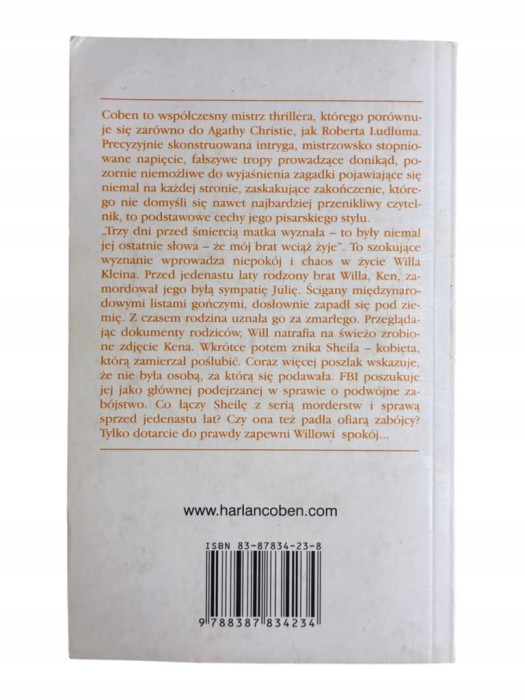 Coben to współczesny mistrz thrillera, którego porównu-
je się zarówno do Agathy Christie, jak Roberta Ludluma.
Precyzyjnie skonstruowana intryga, mistrzowsko stopnio-
wane napięcie, fałszywe tropy prowadzące donikąd, po-
zornie niemożliwe do wyjaśnienia zagadki pojawiające się
niemal na każdej stronie, zaskakujące zakończenie, które-
go nie domyśli się nawet najbardziej przenikliwy czytel-
nik, to podstawowe cechy jego pisarskiego stylu.
„Trzy dni przed śmiercią matka wyznała – to były niemal
jej ostatnie słowa – że mój brat wciąż żyje”. To szokujące
wyznanie wprowadza niepokój i chaos w życie Willa
Kleina. Przed jedenastu laty rodzony brat Willa, Ken, za-
mordował jego byłą sympatię Julię. Ścigany międzynaro-
dowymi listami gończymi, dosłownie zapadł się pod zie-
mię. Z czasem rodzina uznała go za zmarłego. Przegląda-
jąc dokumenty rodziców, Will natrafia na świeżo zrobio-
ne zdjęcie Kena. Wkrótce potem znika Sheila – kobieta,
którą zamierzał poślubić. Coraz więcej poszlak wskazuje,
że nie była osobą, za którą się podawała. FBI poszukuje
jej jako głównej podejrzanej w sprawie o podwójne za-
bójstwo. Co łączy Sheilę z serią morderstw i sprawą
sprzed jedenastu lat? Czy ona też padła ofiarą zabójcy?
Tylko dotarcie do prawdy zapewni Willowi spokój...
www.harlancoben.com
ISBN 83-87834-23-8
9 788387 834234